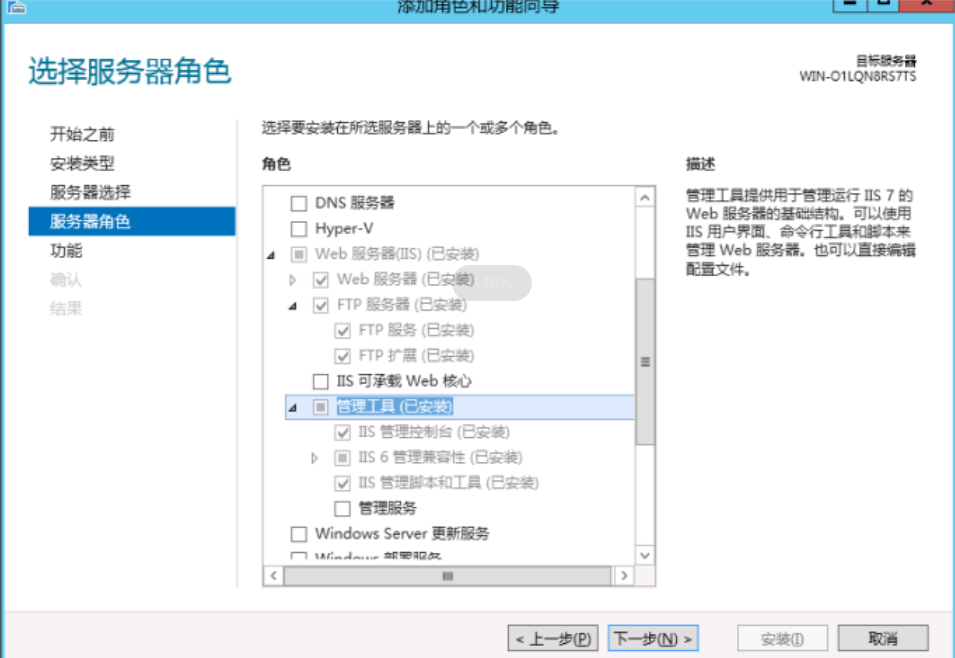 添加角色和功能向导
选择服务器角色
目标服务器
WIN-O1LQN8RS7TS
开始之前
安装类型
服务器选择
服务器角色
功能
确认
结果
选择要安装在所选服务器上的一个或多个角色。
角色
DNS 服务器
Hyper-V
Web 服务器(IIS) (已安装)
Web 服务器 (已安装)
140%
FTP 服务器 (已安装)
FTP 服务 (已安装)
FTP 扩展 (已安装)
IIS 可承载 Web 核心
管理工具 (已安装)
IIS 管理控制台 (已安装)
IIS 6 管理兼容性 (已安装)
IIS 管理脚本和工具 (已安装)
管理服务
Windows Server 更新服务
Windows 部署服务
描述
管理工具提供用于管理运行 IIS 7 的
Web 服务器的基础结构。可以使用
IIS 用户界面、命令行工具和脚本来
管理 Web 服务器。也可以直接编辑
配置文件。
< 上一步(P)
下一步(N) >
安装(I)
取消